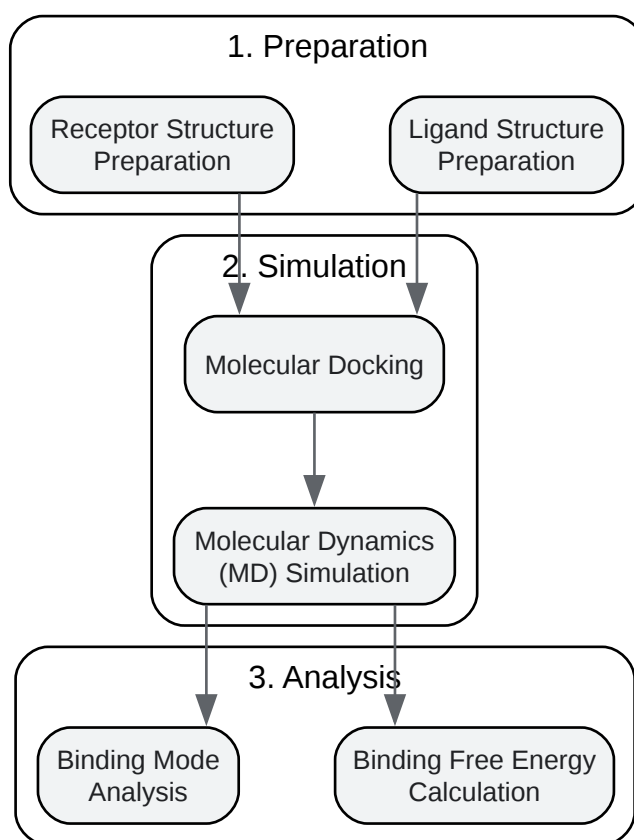 1. Preparation
Receptor Structure
Preparation
Ligand Structure
Preparation
2. Simulation
Molecular Docking
Molecular Dynamics
(MD) Simulation
3. Analysis
Binding Mode
Analysis
Binding Free Energy
Calculation